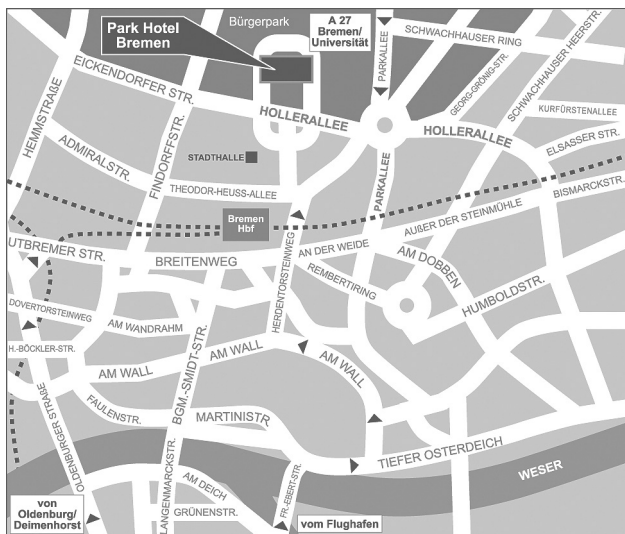 Bürgerpark
Park Hotel
Bremen
A 27
Bremen/
Universität
SCHWACHHAUSER RING
PARKALLEE
GEORG-GRÖNIG-STR.
SCHWACHHAUSER HEERSTR.
EICKENDORFER STR.
HEMMSTRASSE
HOLLERALLEE
HOLLERALLEE
KURFÜRSTENALLEE
ELSASSER STR.
ADMIRALSTR.
FINDORFFSTR.
STADTHALLE
THEODOR-HEUSS-ALLEE
PARKALLEE
BISMARCKSTR.
Bremen
Hbf
AUßER DER STEINMÜHLE
UTBREMER STR.
BREITENWEG
HERDENTORSTEINWEG
AN DER WEIDE
REMBERTIRING
AM DOBBEN
HUMBOLDSTR.
DOVERTORSTEINWEG
AM WANDRAHM
H.-BÖCKLER-STR.
AM WALL
AM WALL
AM WALL
BGM.-SMIDT-STR.
FAULENSTR.
MARTINISTR
TIEFER OSTERDEICH
OLDENBURGER STRAßE
LANGENMARCKSTR.
AM DEICH
FR.-EBERT-STR.
WESER
von
Oldenburg/
Deimenhorst
GRÜNENSTR.
vom Flughafen